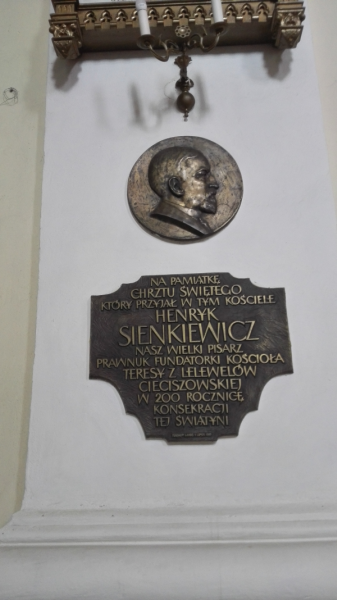 NA PAMIĄTKĘ
CHRZTU ŚWIĘTEGO
KTÓRY PRZYJĄŁ W TYM KOŚCIELE
HENRYK
SIENKIEWICZ
NASZ WIELKI PISARZ
PRAWNUK FUNDATORKI KOŚCIOŁA
TERESY Z LELEWELÓW
CIECISZOWSKIEJ
W 200 ROCZNICĘ
KONSEKRACJI
TEJ ŚWIĄTYNI